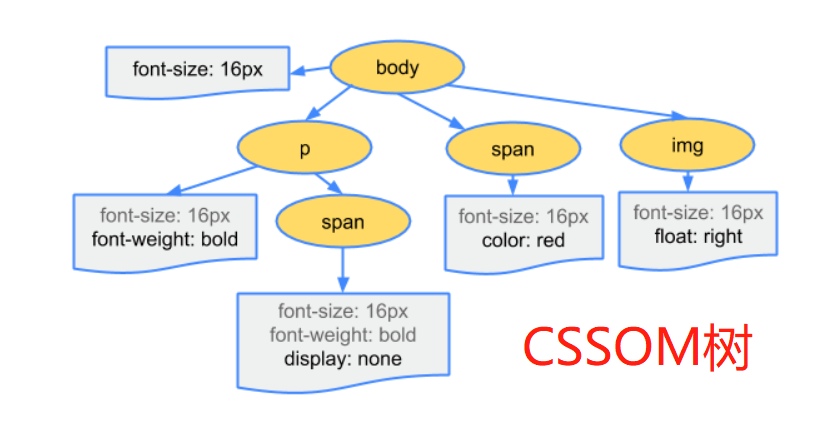 font-size: 16px
body
p
span
img
font-size: 16px
font-weight: bold
span
font-size: 16px
color: red
font-size: 16px
float: right
font-size: 16px
font-weight: bold
display: none
CSSOM树